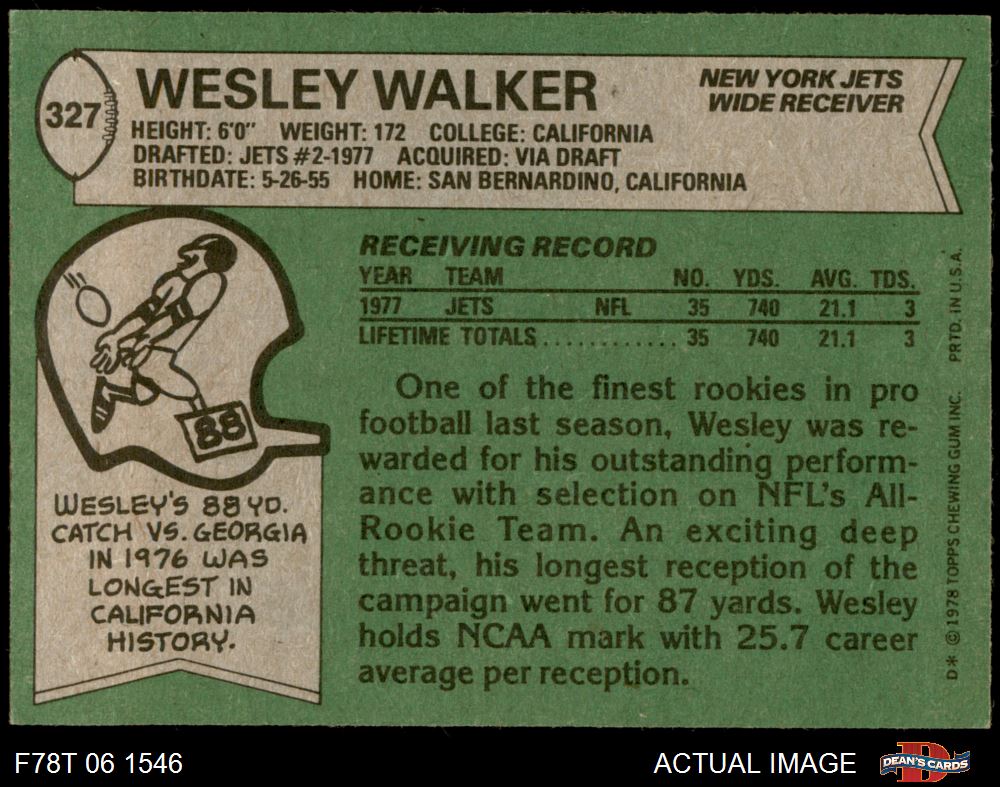 327
WESLEY WALKER
NEW YORK JETS
WIDE RECEIVER
HEIGHT: 6'0" WEIGHT: 172 COLLEGE: CALIFORNIA
DRAFTED: JETS #2-1977 ACQUIRED: VIA DRAFT
BIRTHDATE: 5-26-55 HOME: SAN BERNARDINO, CALIFORNIA
88
WESLEY'S 88 YD.
CATCH VS. GEORGIA
IN 1976 WAS
LONGEST IN
CALIFORNIA
HISTORY.
RECEIVING RECORD
YEAR TEAM NO. YDS. AVG. TDS.
1977 JETS NFL 35 740 21.1 3
LIFETIME TOTALS............ 35 740 21.1 3
One of the finest rookies in pro
football last season, Wesley was re-
warded for his outstanding perform-
ance with selection on NFL's All-
Rookie Team. An exciting deep
threat, his longest reception of the
campaign went for 87 yards. Wesley
holds NCAA mark with 25.7 career
average per reception.
D* © 1978 TOPPS CHEWING GUM INC. PRTD. IN U.S.A.
F78T 06 1546
ACTUAL IMAGE
D
DEAN'S CARDS